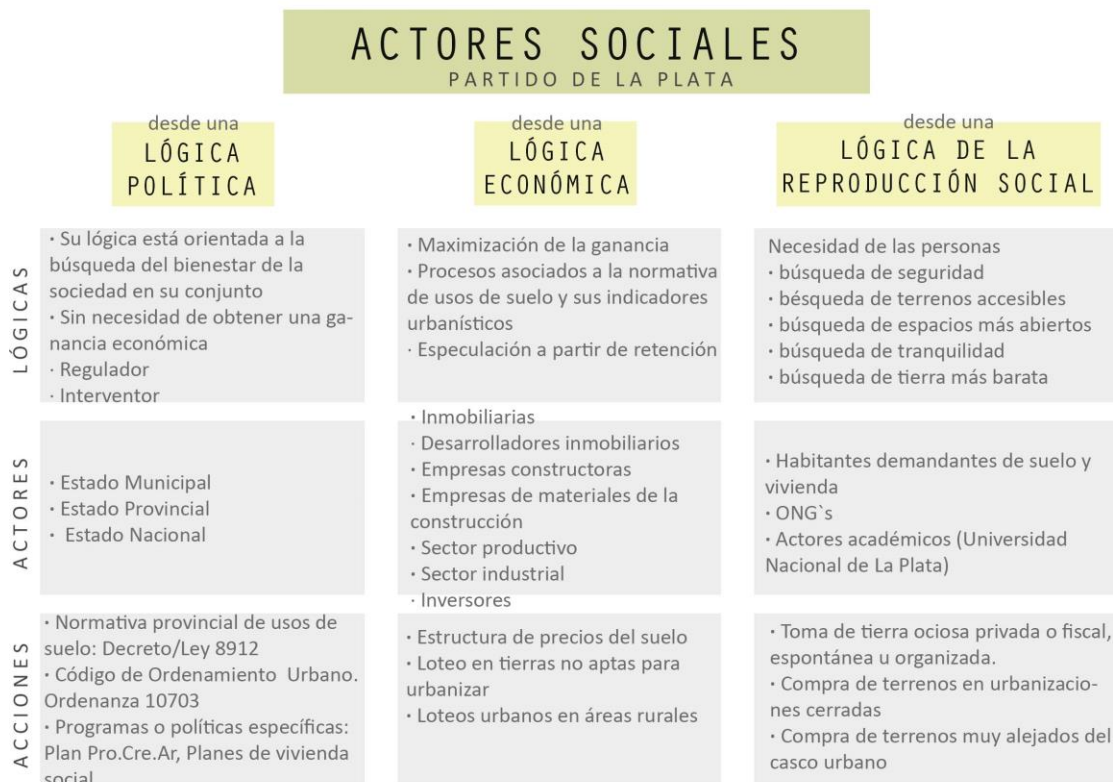 ACTORES SOCIALES
PARTIDO DE LA PLATA
desde una
LÓGICA
POLÍTICA
desde una
LÓGICA
ECONÓMICA
desde una
LÓGICA DE LA
REPRODUCCIÓN SOCIAL
LÓGICAS
· Su lógica está orientada a la
búsqueda del bienestar de la
sociedad en su conjunto
· Sin necesidad de obtener una ga-
nancia económica
· Regulador
· Interventor
· Maximización de la ganancia
· Procesos asociados a la normativa
de usos de suelo y sus indicadores
urbanísticos
· Especulación a partir de retención
Necesidad de las personas
· búsqueda de seguridad
· bésqueda de terrenos accesibles
· búsqueda de espacios más abiertos
· búsqueda de tranquilidad
· búsqueda de tierra más barata
ACTORES
· Estado Municipal
· Estado Provincial
· Estado Nacional
· Inmobiliarias
· Desarrolladores inmobiliarios
· Empresas constructoras
· Empresas de materiales de la
construcción
· Sector productivo
· Sector industrial
· Inversores
· Habitantes demandantes de suelo y
vivienda
· ONG`s
· Actores académicos (Universidad
Nacional de La Plata)
ACCIONES
· Normativa provincial de usos de
suelo: Decreto/Ley 8912
· Código de Ordenamiento Urbano.
Ordenanza 10703
· Programas o políticas específicas:
Plan Pro.Cre.Ar, Planes de vivienda
social
· Estructura de precios del suelo
· Loteo en tierras no aptas para
urbanizar
· Loteos urbanos en áreas rurales
· Toma de tierra ociosa privada o fiscal,
espontánea u organizada.
· Compra de terrenos en urbanizacio-
nes cerradas
· Compra de terrenos muy alejados del
casco urbano